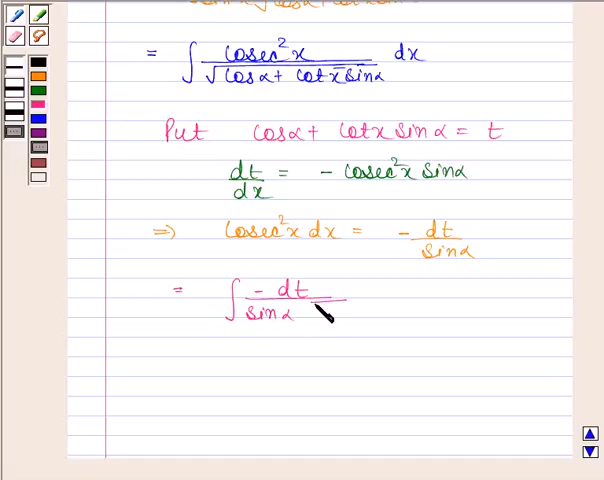 = ∫ cosec²x / √(cosα + cotx sinα) dx
Put cosα + cotx sinα = t
dt/dx = - cosec²x sinα
⇒ cosec²x dx = - dt/sinα
= ∫ - dt / sinα